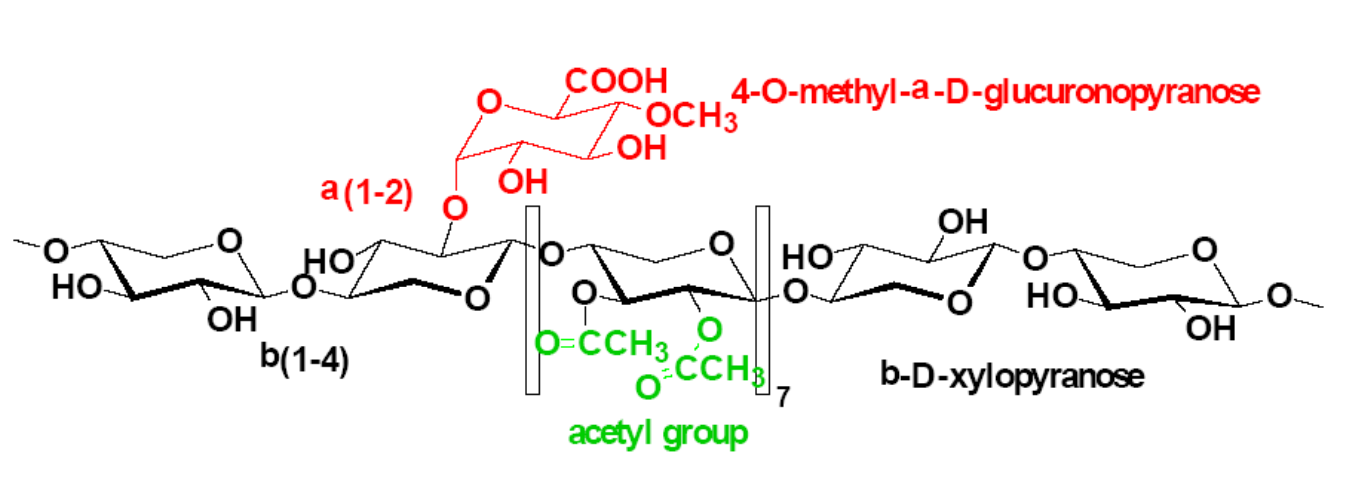 COOH
O
4-O-methyl-a-D-glucuronopyranose
OCH3
OH
OH
a(1-2)
O
OH
O
O
HO
O
O
HO
O
O
HO
O
O
O
O
HO
O
OH
O
O
OH
O=CCH3
O=CCH3
b(1-4)
7
b-D-xylopyranose
acetyl group